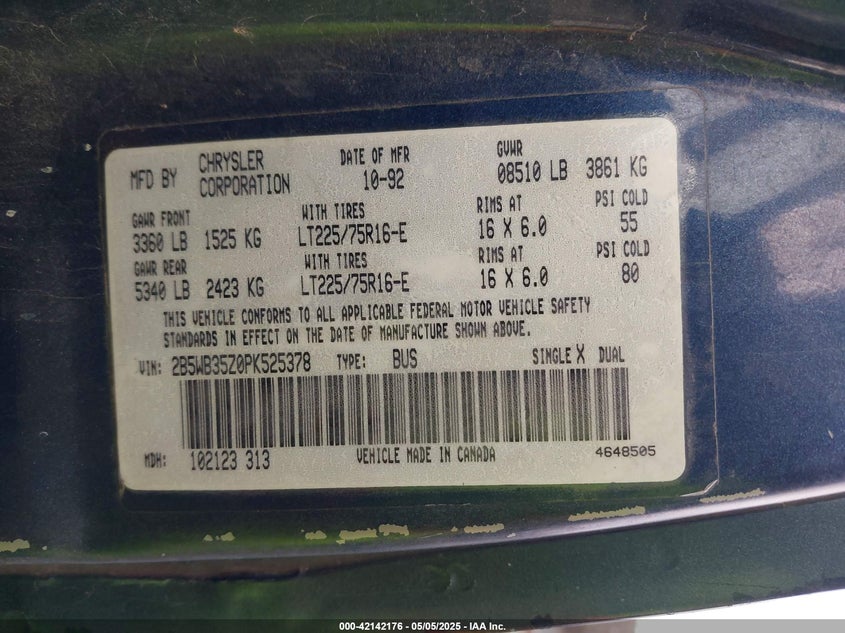 MFD BY CHRYSLER CORPORATION DATE OF MFR 10-92 GVWR 08510 LB 3861 KG
GAWR FRONT WITH TIRES RIMS AT PSI COLD
3360 LB 1525 KG LT225/75R16-E 16 X 6.0 55
GAWR REAR WITH TIRES RIMS AT PSI COLD
5340 LB 2423 KG LT225/75R16-E 16 X 6.0 80
THIS VEHICLE CONFORMS TO ALL APPLICABLE FEDERAL MOTOR VEHICLE SAFETY
STANDARDS IN EFFECT ON THE DATE OF MANUFACTURE SHOWN ABOVE.
VIN: 2B5WB35Z0PK525378 TYPE: BUS SINGLE X DUAL
MDH: 102123 313 VEHICLE MADE IN CANADA 4648505
000-42142176 - 05/05/2025 - IAA Inc.